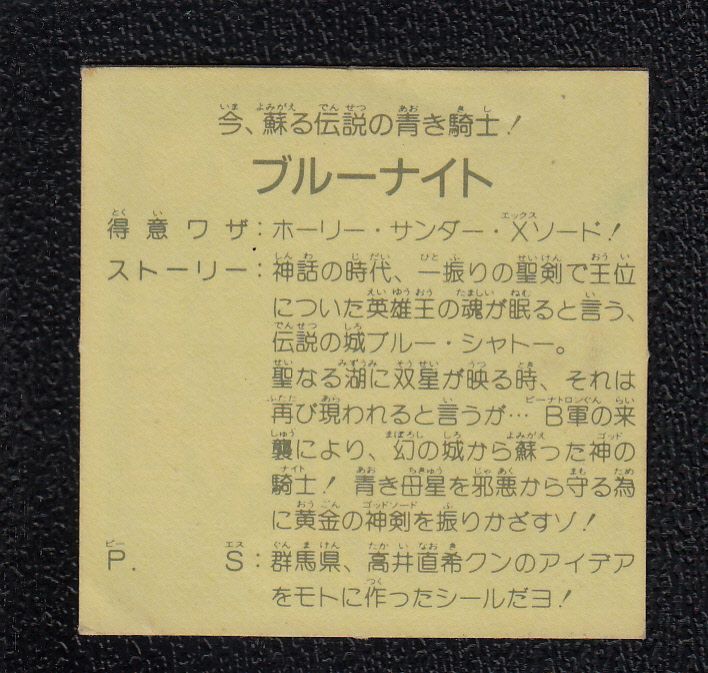 今、蘇る伝説の青き騎士！
ブルーナイト
得意ワザ：ホーリー・サンダー・Xソード！
ストーリー：神話の時代、一振りの聖剣で王位
についた英雄王の魂が眠ると言う、
伝説の城ブルー・シャトー。
聖なる湖に双星が映る時、それは
再び現われると言うが… B軍の来
襲により、幻の城から蘇った神の
騎士！ 青き母星を邪悪から守る為
に黄金の神剣を振りかざすゾ！
P. S：群馬県、高井直希クンのアイデア
をモトに作ったシールだヨ！